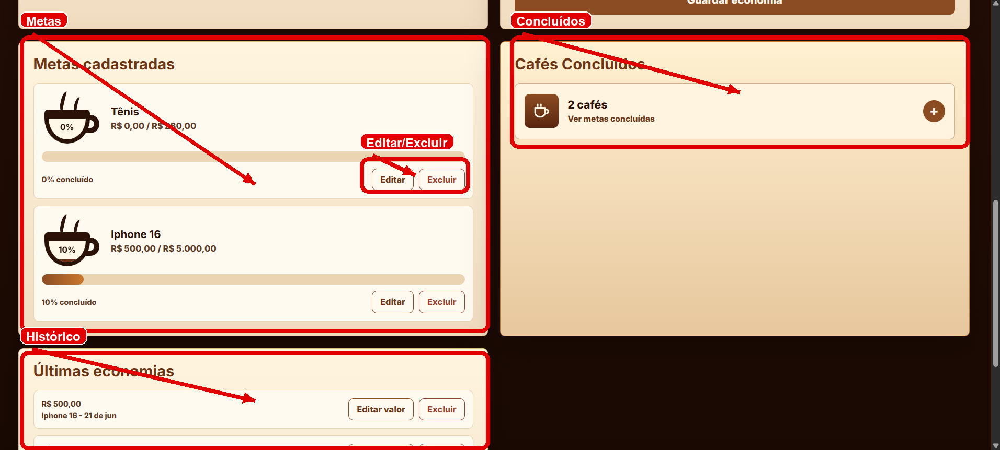 Guardar economia
Metas
Concluídos
Metas cadastradas
0%
Tênis
R$ 0,00 / R$ 280,00
Editar/Excluir
0% concluído
Editar
Excluir
10%
Iphone 16
R$ 500,00 / R$ 5.000,00
10% concluído
Editar
Excluir
Cafés Concluídos
2 cafés
Ver metas concluídas
+
Histórico
Últimas economias
R$ 500,00
Iphone 16 - 21 de jun
Editar valor
Excluir